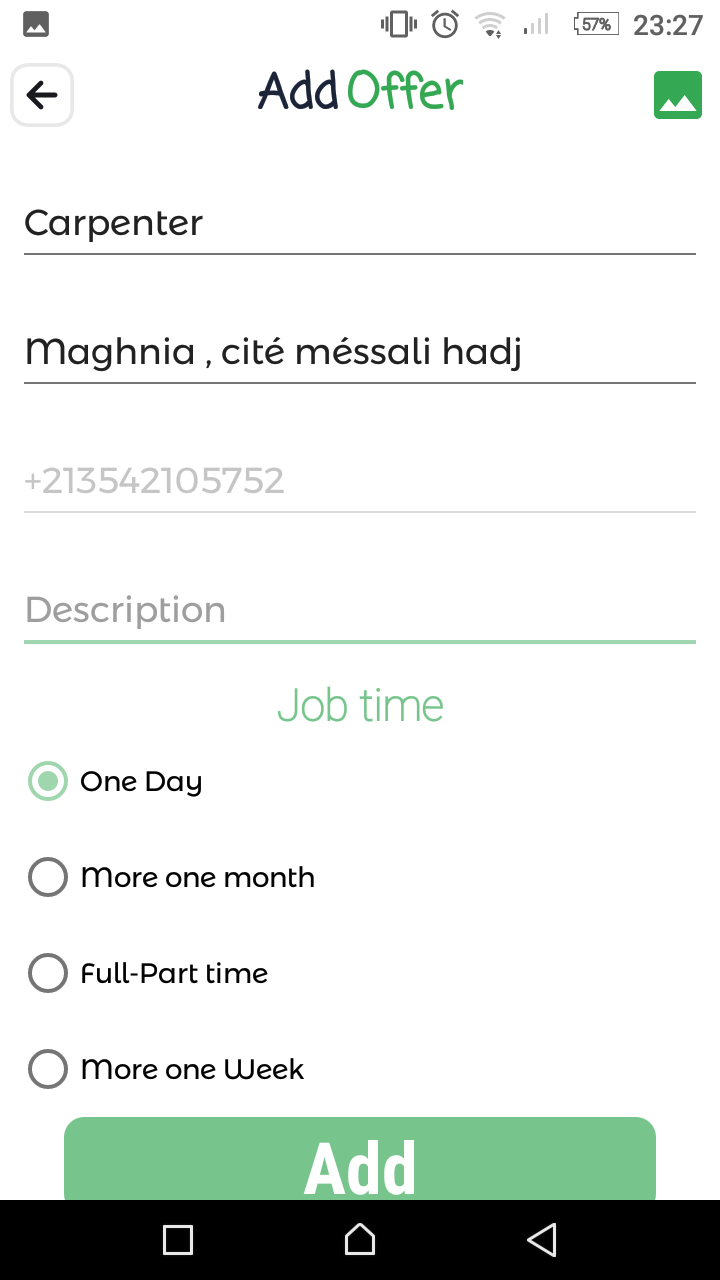 57% 23:27
Add Offer
Carpenter
Maghnia , cité méssali hadj
+213542105752
Description
Job time
One Day
More one month
Full-Part time
More one Week
Add